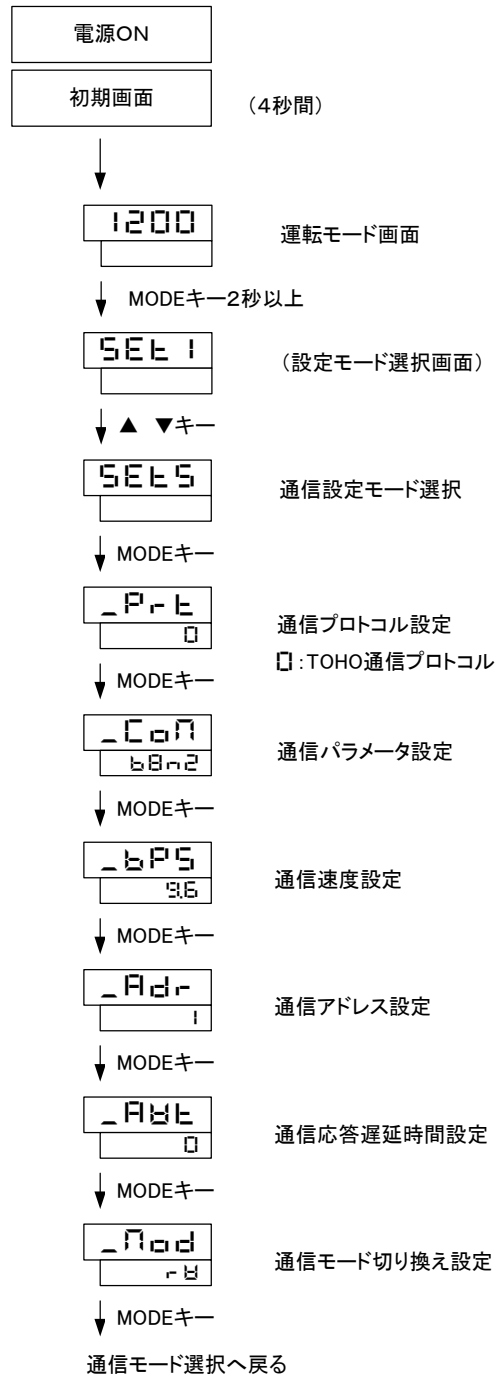 電源ON
初期画面
（4秒間）
1200
運転モード画面
MODEキー2秒以上
SEt 1
（設定モード選択画面）
▲ ▼キー
SEtS
通信設定モード選択
MODEキー
_Prt
0
通信プロトコル設定
0:TOHO通信プロトコル
MODEキー
_CoM
b8n2
通信パラメータ設定
MODEキー
_bPS
9.6
通信速度設定
MODEキー
_Adr
1
通信アドレス設定
MODEキー
_AWt
0
通信応答遅延時間設定
MODEキー
_Mod
rW
通信モード切り換え設定
MODEキー
通信モード選択へ戻る